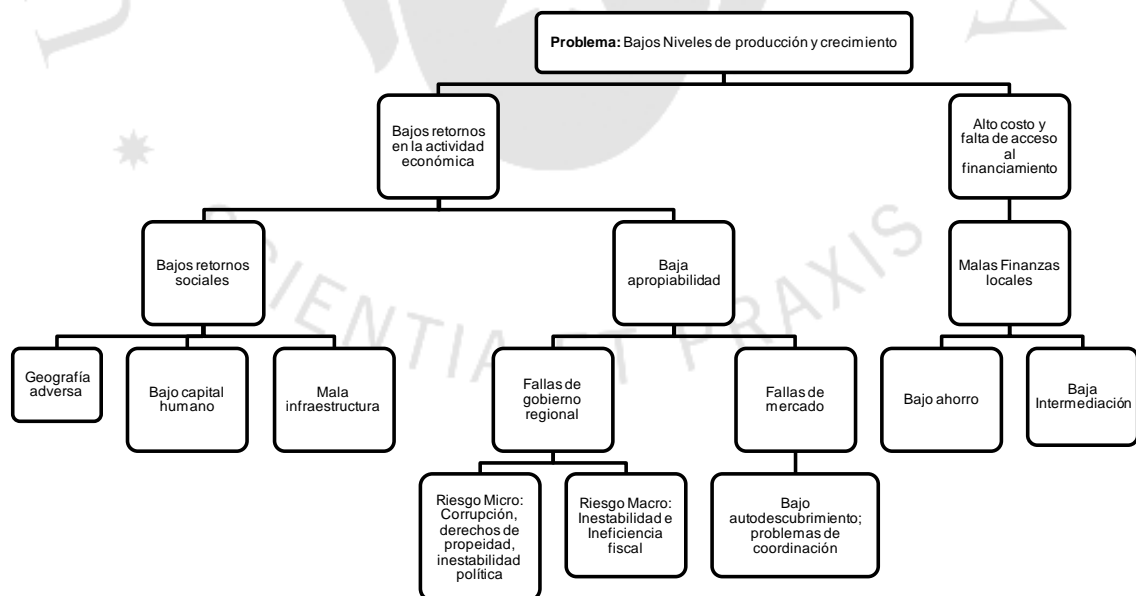 Problema: Bajos Niveles de producción y crecimiento
Bajos retornos
en la actividad
económica
Alto costo y
falta de acceso
al
financiamiento
Bajos retornos
sociales
Baja
apropiabilidad
Malas Finanzas
locales
Geografía
adversa
Bajo capital
humano
Mala
infraestructura
Fallas de
gobierno
regional
Fallas de
mercado
Bajo ahorro
Baja
Intermediación
Riesgo Micro:
Corrupción,
derechos de
propeidad,
inestabilidad
política
Riesgo Macro:
Inestabilidad e
Ineficiencia
fiscal
Bajo
autodescubrimiento;
problemas de
coordinación
SCIENTIA ET PRAXIS